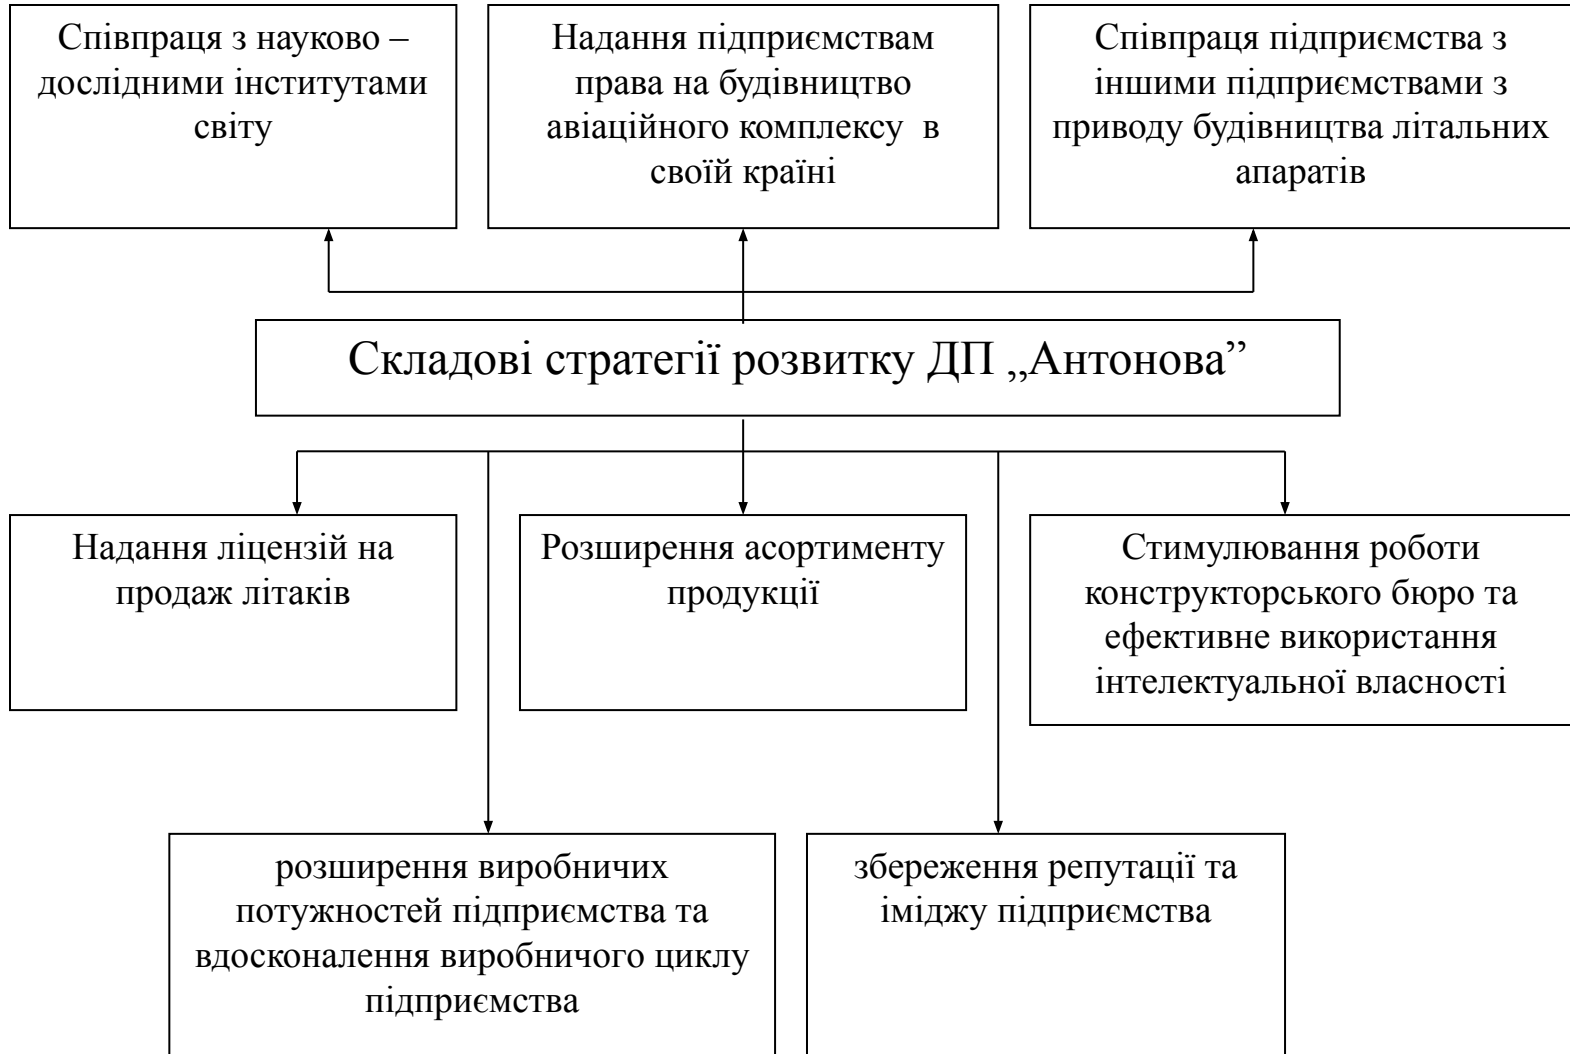 Співпраця з науково –
дослідними інститутами
світу
Надання підприємствам
права на будівництво
авіаційного комплексу  в
своїй країні
Співпраця підприємства з
іншими підприємствами з
приводу будівництва літальних
апаратів
Складові стратегії розвитку ДП „Антонова”
Надання ліцензій на
продаж літаків
Розширення асортименту
продукції
Стимулювання роботи
конструкторського бюро та
ефективне використання
інтелектуальної власності
розширення виробничих
потужностей підприємства та
вдосконалення виробничого циклу
підприємства
збереження репутації та
іміджу підприємства